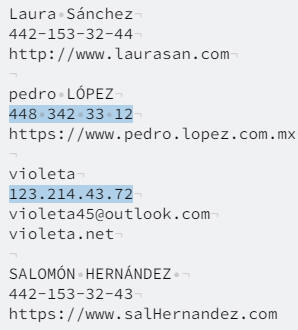 Laura Sánchez
442-153-32-44
http://www.laurasan.com

pedro LÓPEZ
448 342 33 12
https://www.pedro.lopez.com.mx

violeta
123.214.43.72
violeta45@outlook.com
violeta.net

SALOMÓN HERNÁNDEZ
442-153-32-43
https://www.salHernandez.com